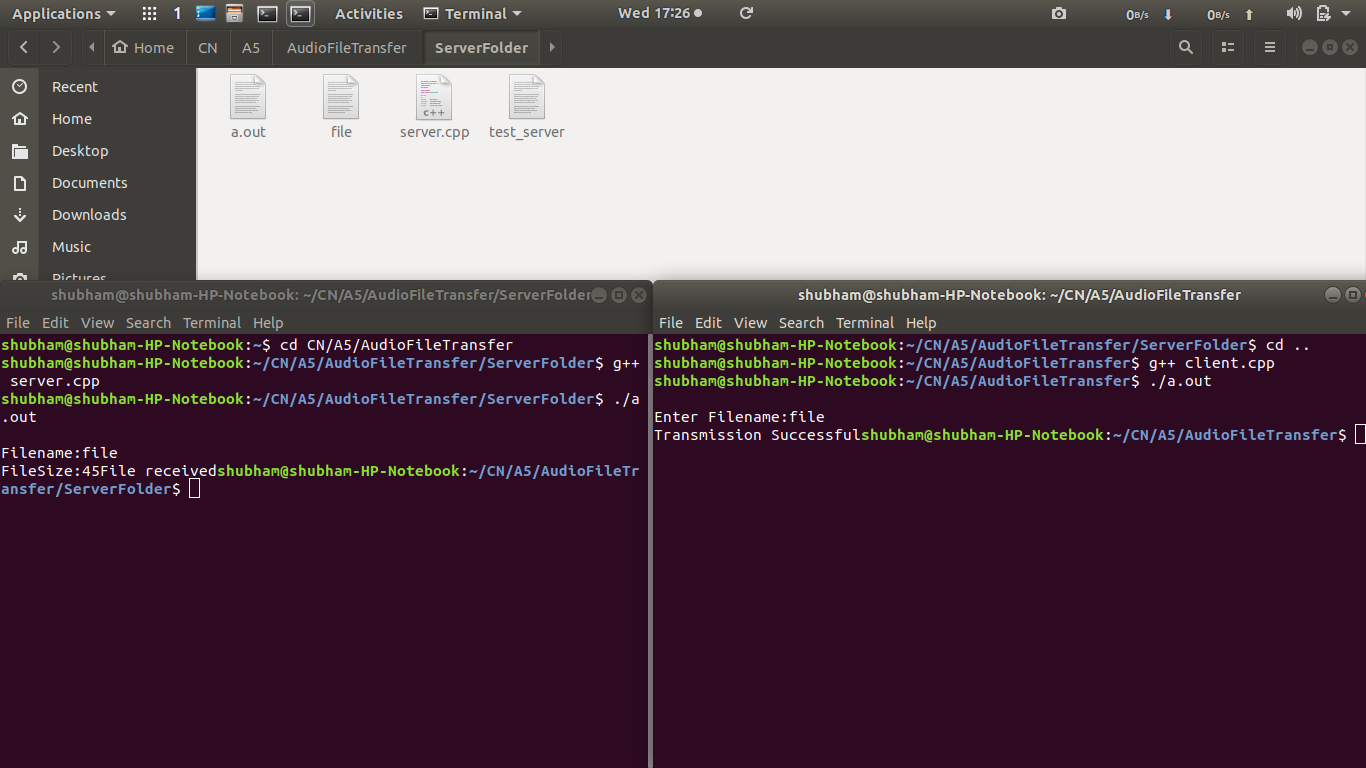 Applications 1 Activities Terminal Wed 17:26 0B/s 0B/s
Home CN A5 AudioFileTransfer ServerFolder
Recent
Home
Desktop
Documents
Downloads
Music
Pictures
a.out file server.cpp test_server
c++
shubham@shubham-HP-Notebook: ~/CN/A5/AudioFileTransfer/ServerFolder
File Edit View Search Terminal Help
shubham@shubham-HP-Notebook:~$ cd CN/A5/AudioFileTransfer
shubham@shubham-HP-Notebook:~/CN/A5/AudioFileTransfer/ServerFolder$ g++
 server.cpp
shubham@shubham-HP-Notebook:~/CN/A5/AudioFileTransfer/ServerFolder$ ./a
.out
Filename:file
FileSize:45File receivedshubham@shubham-HP-Notebook:~/CN/A5/AudioFileTr
ansfer/ServerFolder$
shubham@shubham-HP-Notebook: ~/CN/A5/AudioFileTransfer
File Edit View Search Terminal Help
shubham@shubham-HP-Notebook:~/CN/A5/AudioFileTransfer/ServerFolder$ cd ..
shubham@shubham-HP-Notebook:~/CN/A5/AudioFileTransfer$ g++ client.cpp
shubham@shubham-HP-Notebook:~/CN/A5/AudioFileTransfer$ ./a.out
Enter Filename:file
Transmission Successfulshubham@shubham-HP-Notebook:~/CN/A5/AudioFileTransfer$